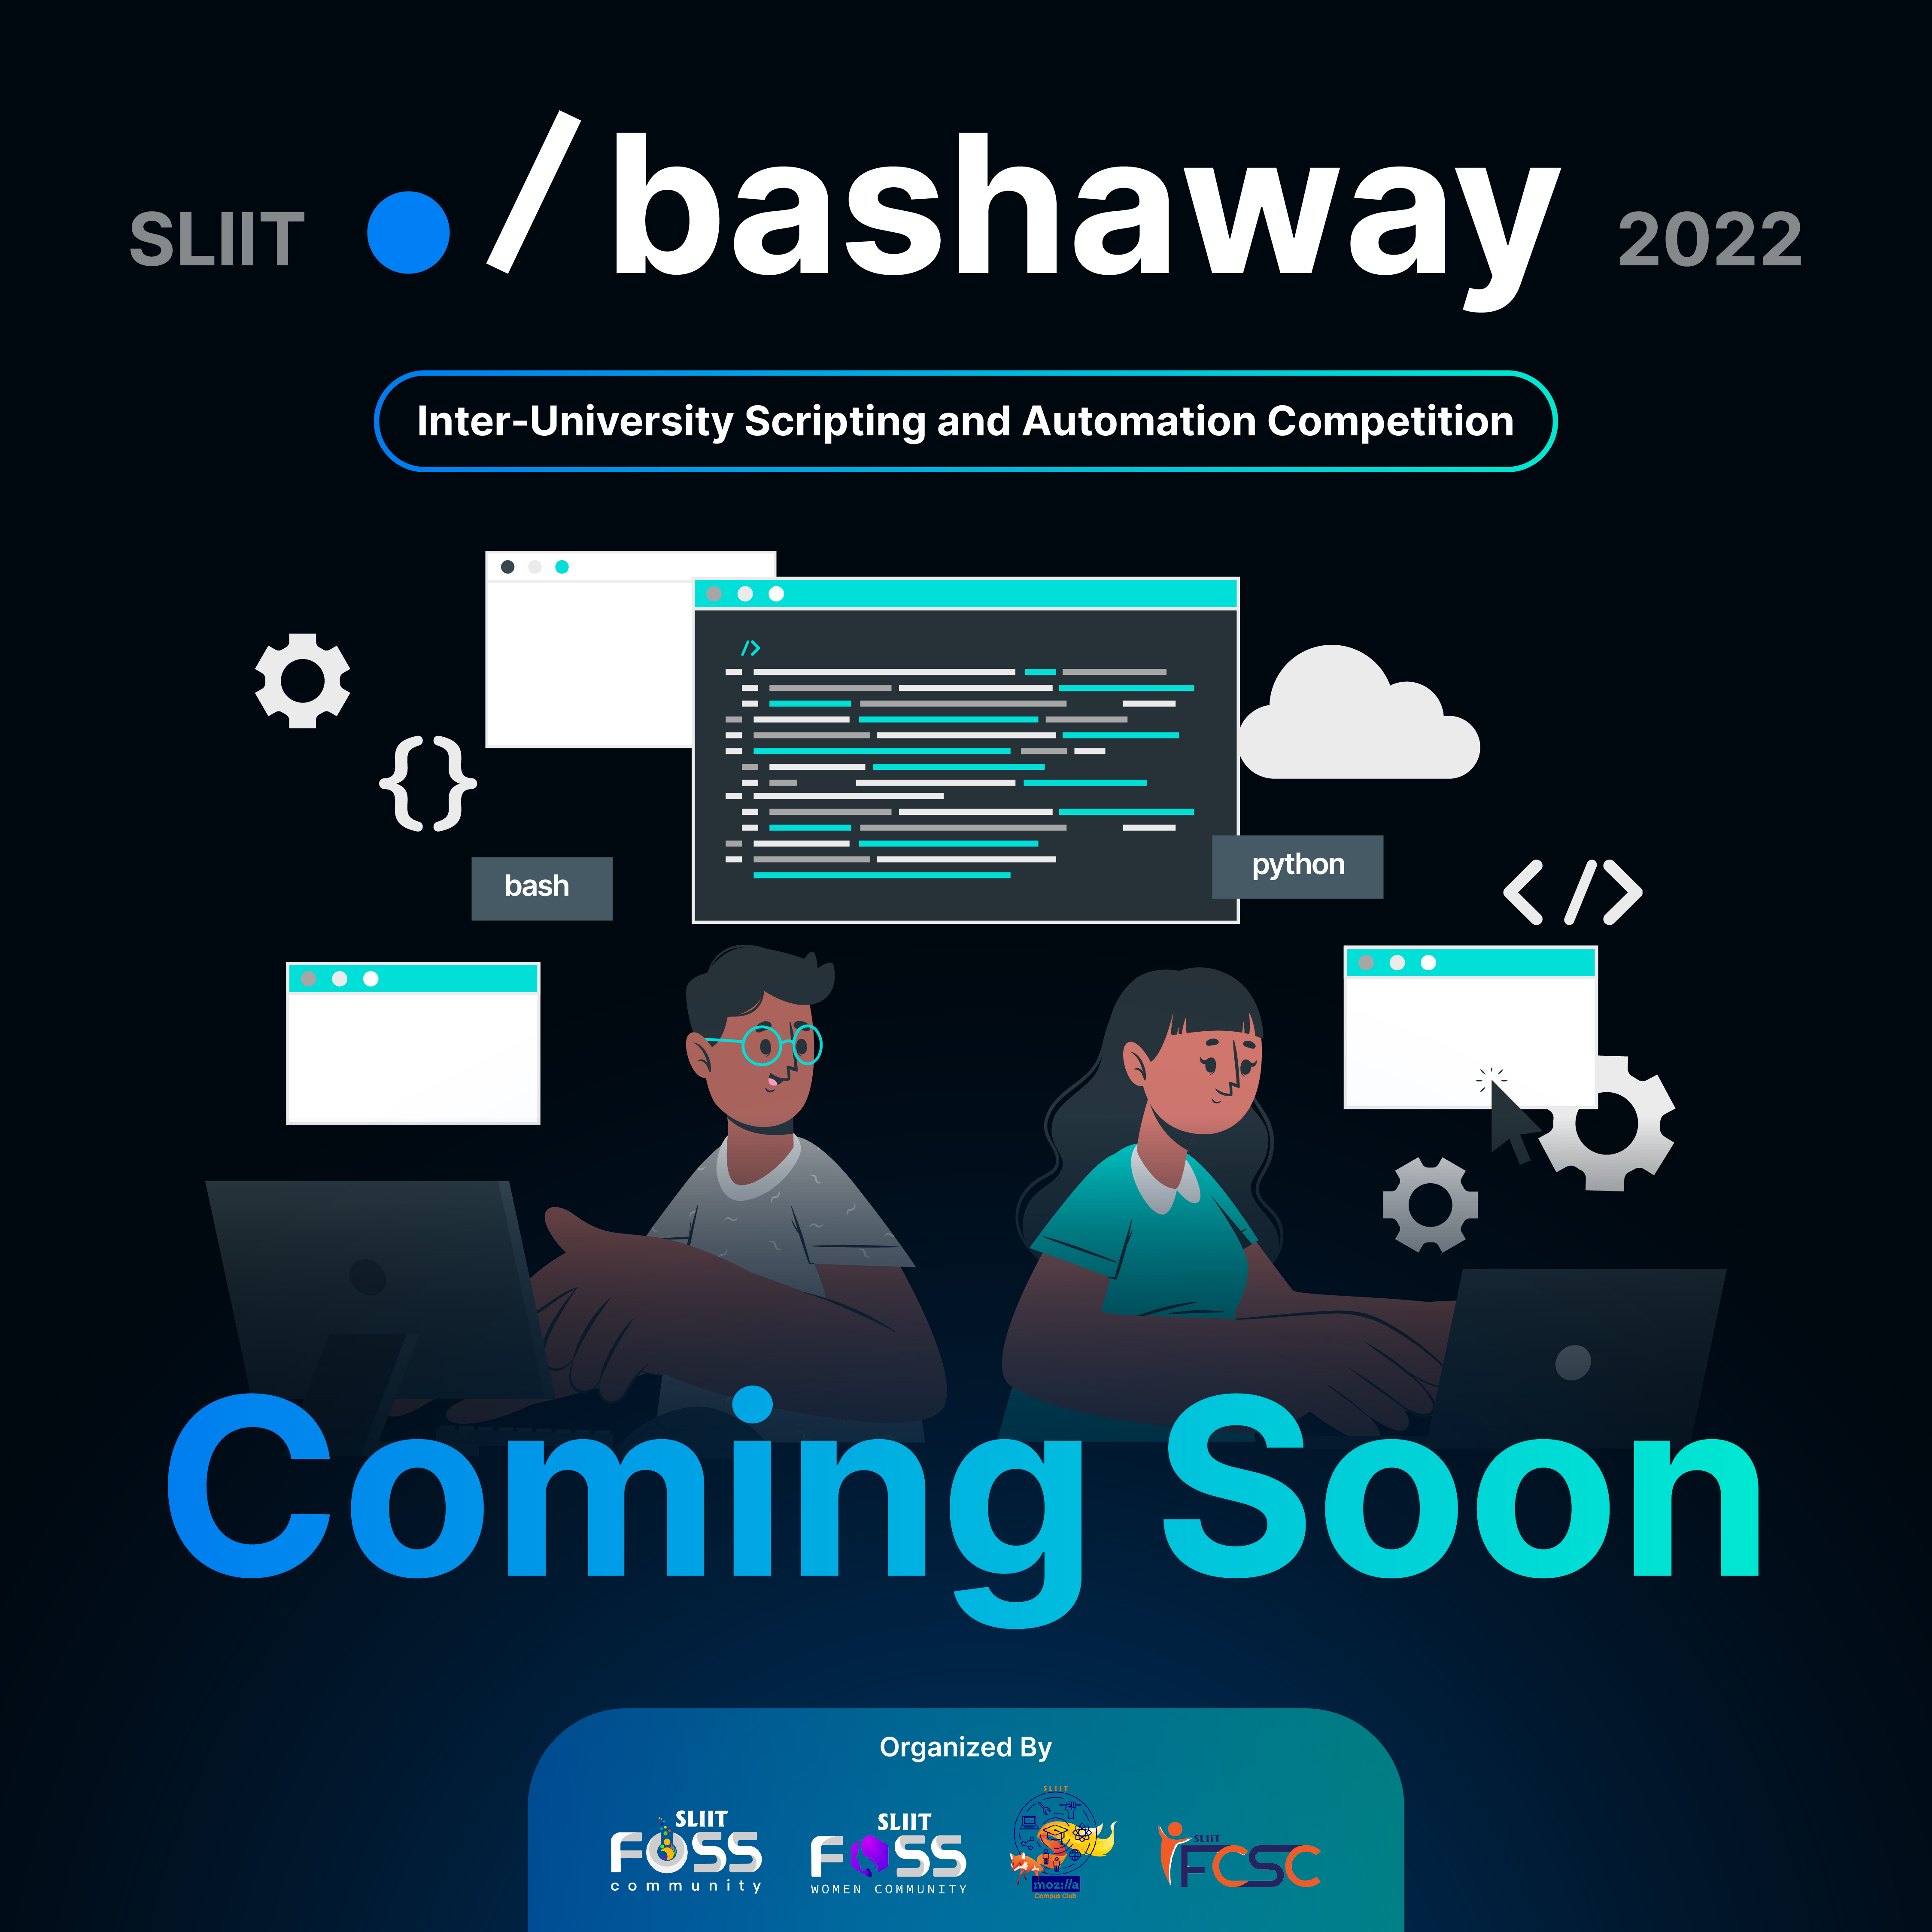 SLIIT ./bashaway 2022
Inter-University Scripting and Automation Competition
</>
{}
bash
python
</>
Coming Soon
Organized By
SLIIT
FOSS
community
SLIIT
FOSS
WOMEN COMMUNITY
SLIIT
moz://a
Campus Club
SLIIT
FCSC